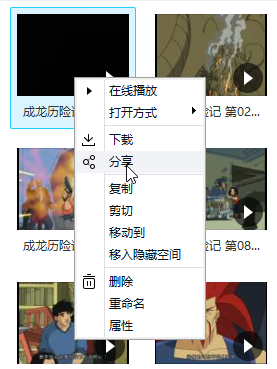 在线播放
打开方式
成龙历险记
险记 第02...
下载
分享
复制
剪切
移动到
成龙历险记
险记 第08...
移入隐藏空间
删除
重命名
属性